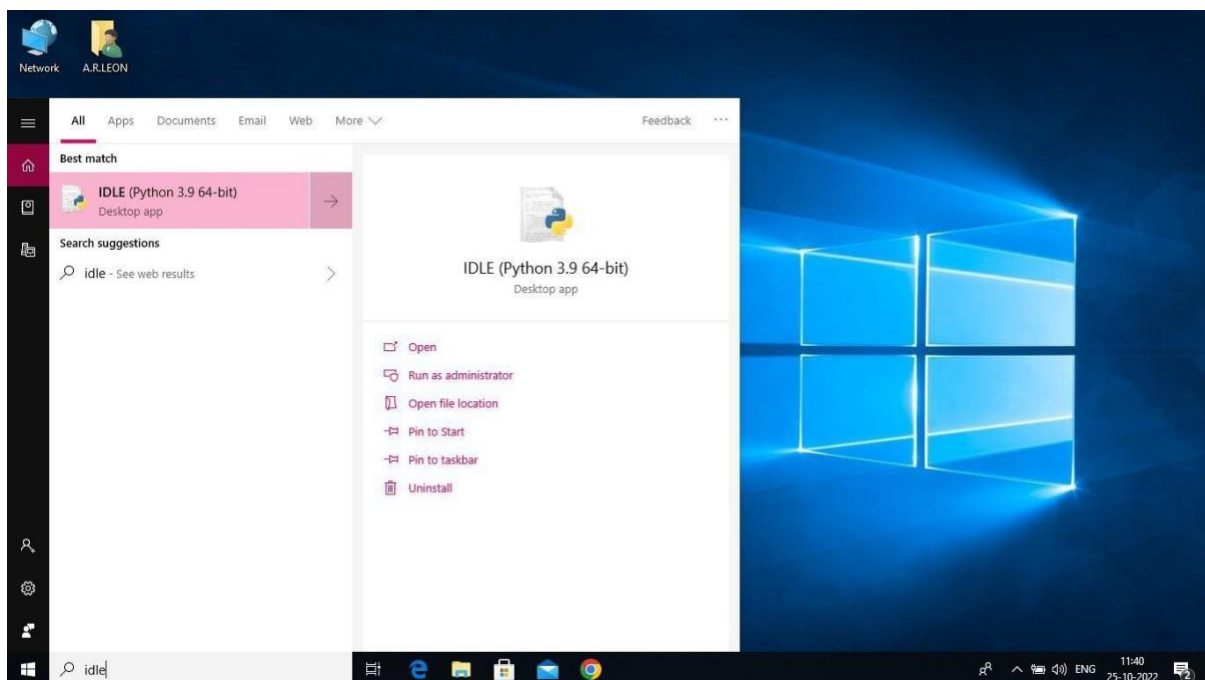 Network
A.R.LEON
All Apps Documents Email Web More Feedback ...
Best match
IDLE (Python 3.9 64-bit)
Desktop app
Search suggestions
idle - See web results
IDLE (Python 3.9 64-bit)
Desktop app
Open
Run as administrator
Open file location
Pin to Start
Pin to taskbar
Uninstall
idle
ENG
11:40
25-10-2022
2